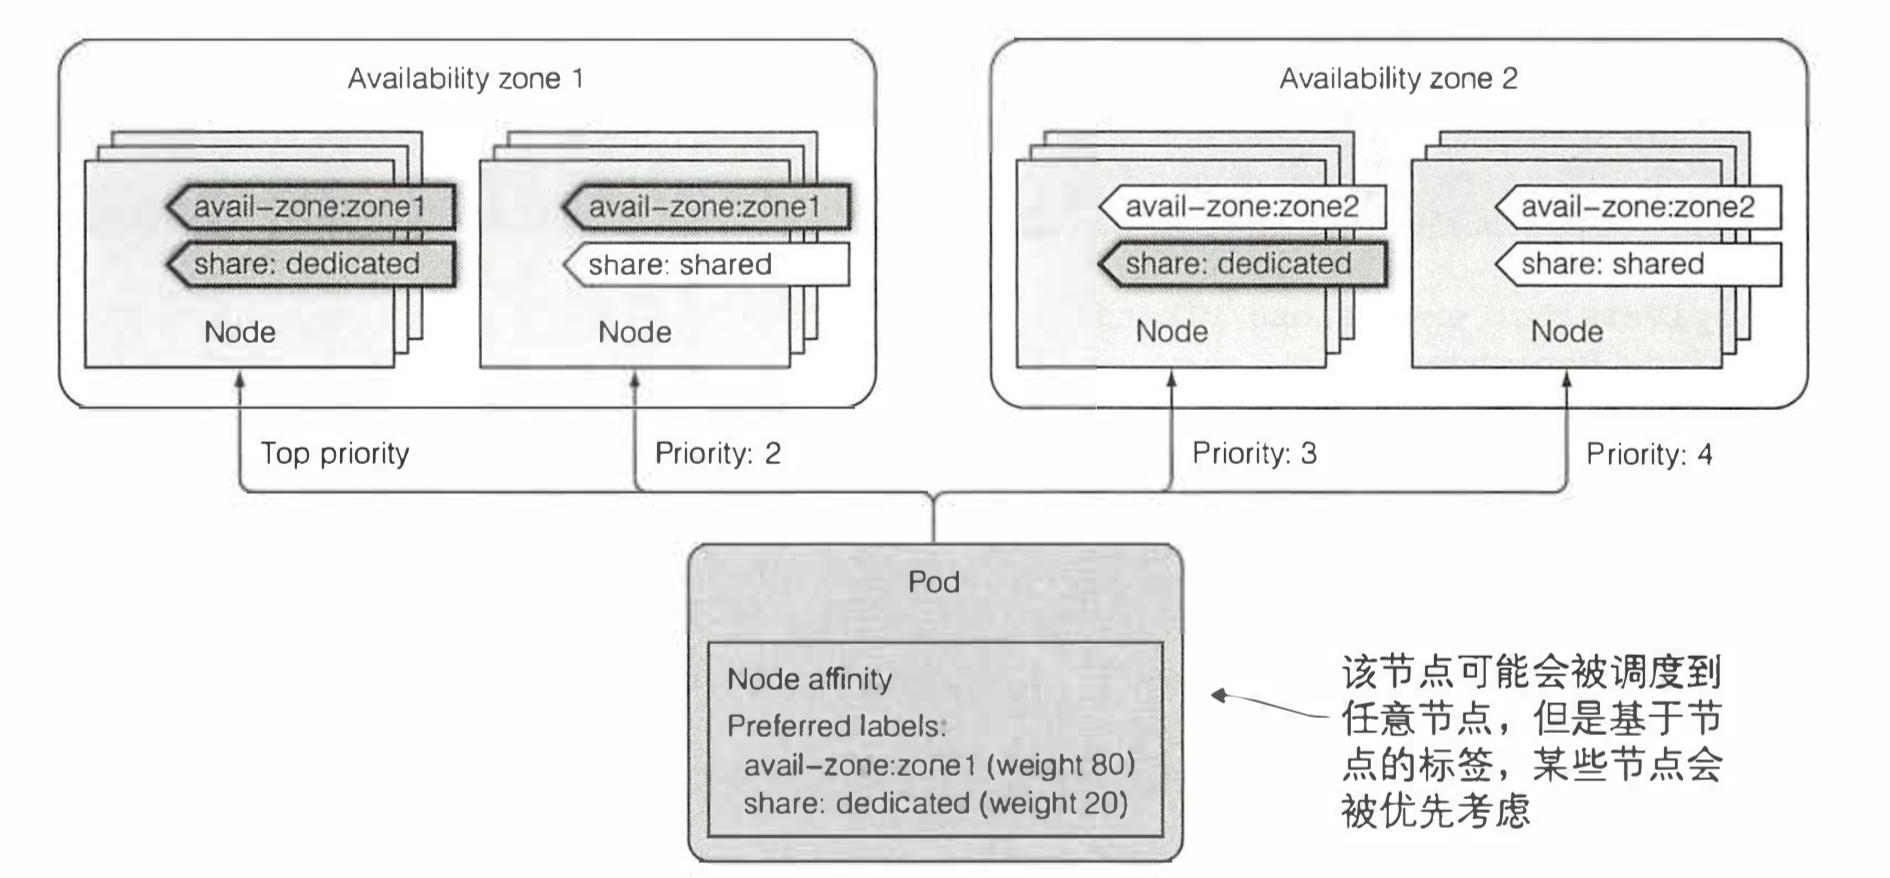 Availability zone 1
avail-zone:zone1
share: dedicated
Node
avail-zone:zone1
share: shared
Node
Availability zone 2
avail-zone:zone2
share: dedicated
Node
avail-zone:zone2
share: shared
Node
Top priority
Priority: 2
Priority: 3
Priority: 4
Pod
Node affinity
Preferred labels:
avail-zone:zone1 (weight 80)
share: dedicated (weight 20)
该节点可能会被调度到
任意节点，但是基于节
点的标签，某些节点会
被优先考虑